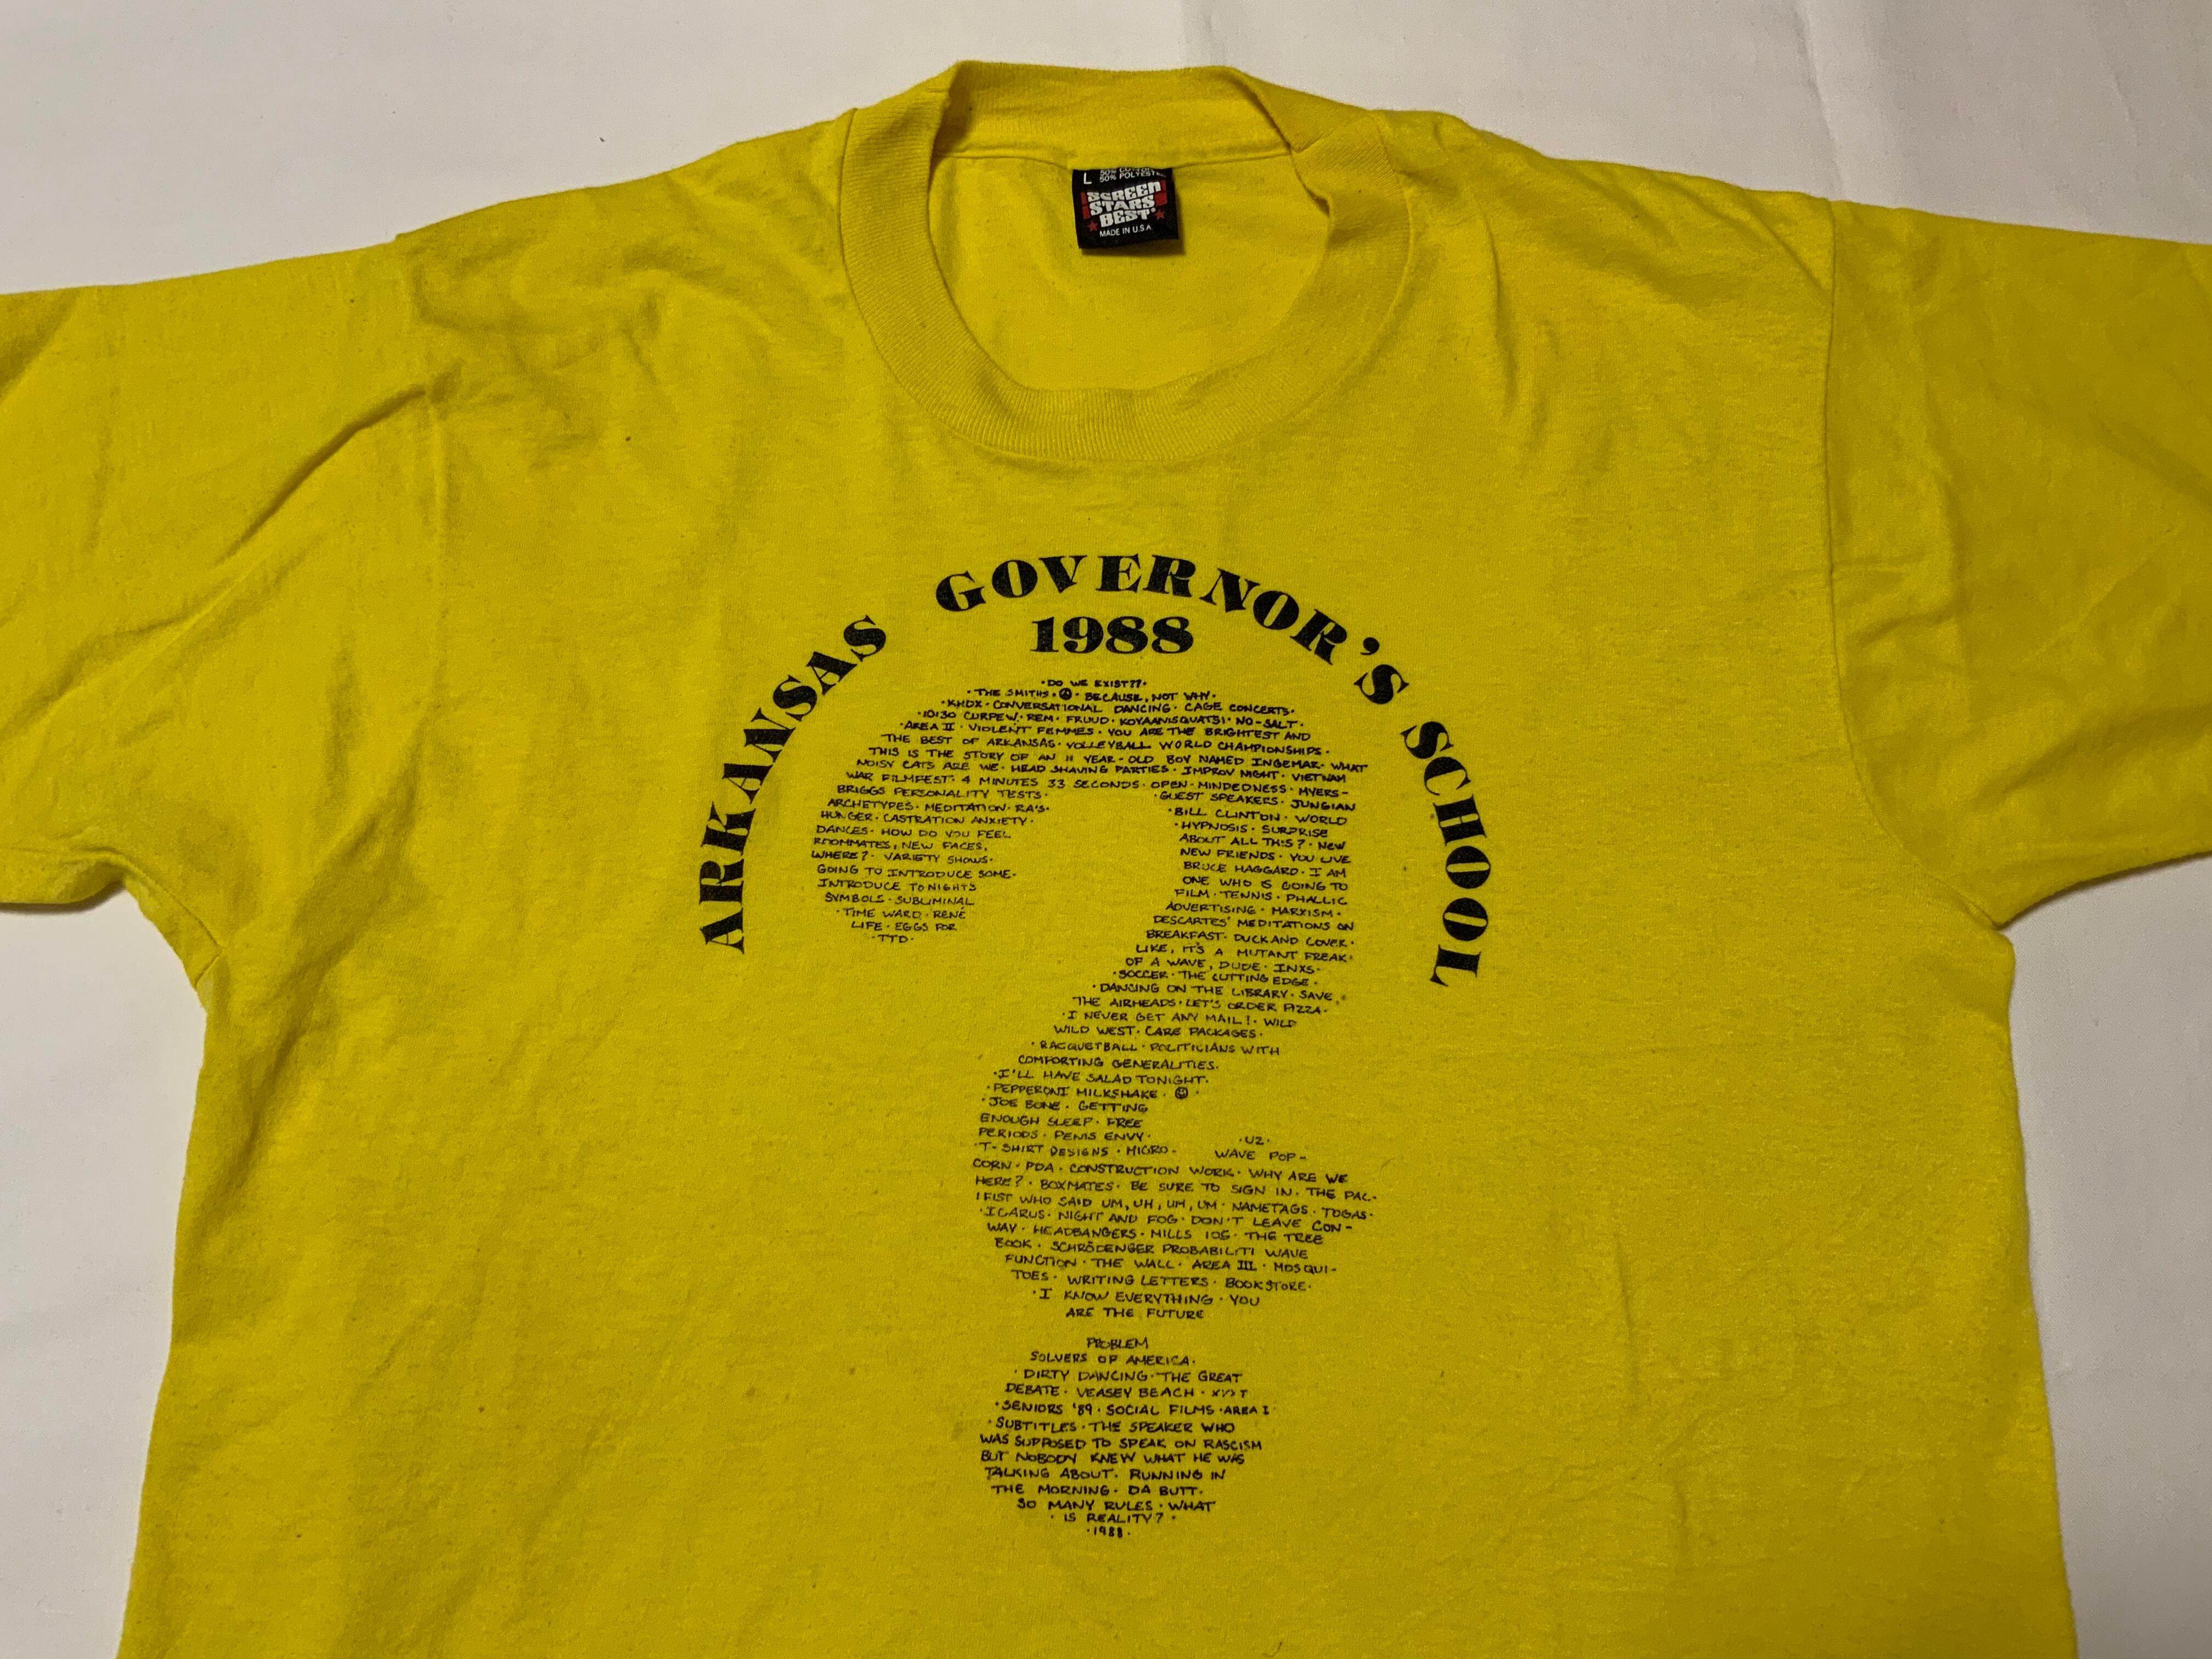 L 50% POLYESTER
SCREEN
STARS
BEST
MADE IN U.S.A.
ARKANSAS GOVERNOR'S SCHOOL
1988
·DO WE EXIST??·
·THE SMITHS·☮·BECAUSE, NOT WHY·
·KHDX·CONVERSATIONAL DANCING·CAGE CONCERTS·
·10:30 CURFEW·REM·FRUUD·KOYAANISQUATSI·NO-SALT·
·AREA II·VIOLENT FEMMES·YOU ARE THE BRIGHTEST AND
THE BEST OF ARKANSAS·VOLLEYBALL WORLD CHAMPIONSHIPS·
THIS IS THE STORY OF AN 11 YEAR-OLD BOY NAMED INGEMAR·WHAT
NOISY CATS ARE WE·HEAD SHAVING PARTIES·IMPROV NIGHT·VIETNAM
WAR FILMFEST·4 MINUTES 33 SECONDS·OPEN-MINDEDNESS·MYERS-
BRIGGS PERSONALITY TESTS· ·GUEST SPEAKERS·JUNGIAN
ARCHETYPES·MEDITATION·RA'S· ·BILL CLINTON·WORLD
HUNGER·CASTRATION ANXIETY· ·HYPNOSIS·SURPRISE
DANCES·HOW DO YOU FEEL ABOUT ALL THIS?·NEW
ROOMMATES, NEW FACES, NEW FRIENDS·YOU LIVE
WHERE?·VARIETY SHOWS· BRUCE HAGGARD·I AM
GOING TO INTRODUCE SOME- ONE WHO IS GOING TO
INTRODUCE TONIGHTS FILM·TENNIS·PHALLIC
SYMBOLS·SUBLIMINAL ADVERTISING·MARXISM·
·TIME WARD·RENÉ DESCARTES' MEDITATIONS ON
LIFE·EGGS FOR BREAKFAST·DUCK AND COVER·
·TTD· LIKE, IT'S A MUTANT FREAK
OF A WAVE, DUDE·INXS·
·SOCCER·THE CUTTING EDGE·
·DANCING ON THE LIBRARY·SAVE
THE AIRHEADS·LET'S ORDER PIZZA·
·I NEVER GET ANY MAIL!·WILD
WILD WEST·CARE PACKAGES·
·RACQUETBALL·POLITICIANS WITH
COMFORTING GENERALITIES·
·I'LL HAVE SALAD TONIGHT·
·PEPPERONI MILKSHAKE·☺·
·JOE BONE·GETTING
ENOUGH SLEEP·FREE
PERIODS·PENIS ENVY· ·U2·
·T-SHIRT DESIGNS·MICRO- WAVE POP-
CORN·PDA·CONSTRUCTION WORK·WHY ARE WE
HERE?·BOXMATES·BE SURE TO SIGN IN·THE PAC-
IFIST WHO SAID UM, UH, UM, UM·NAMETAGS·TOGAS·
·ICARUS·NIGHT AND FOG·DON'T LEAVE CON-
WAY·HEADBANGERS·MILLS 105·THE TREE
BOOK·SCHRÖDENGER PROBABILITI WAVE
FUNCTION·THE WALL·AREA III·MOSQUI-
TOES·WRITING LETTERS·BOOKSTORE·
·I KNOW EVERYTHING·YOU
ARE THE FUTURE
PROBLEM
SOLVERS OF AMERICA·
·DIRTY DANCING·THE GREAT
DEBATE·VEASEY BEACH·
·SENIORS '89·SOCIAL FILMS·AREA I
·SUBTITLES·THE SPEAKER WHO
WAS SUPPOSED TO SPEAK ON RASCISM
BUT NOBODY KNEW WHAT HE WAS
TALKING ABOUT·RUNNING IN
THE MORNING·DA BUTT·
SO MANY RULES·WHAT
·IS REALITY?·
·1988·